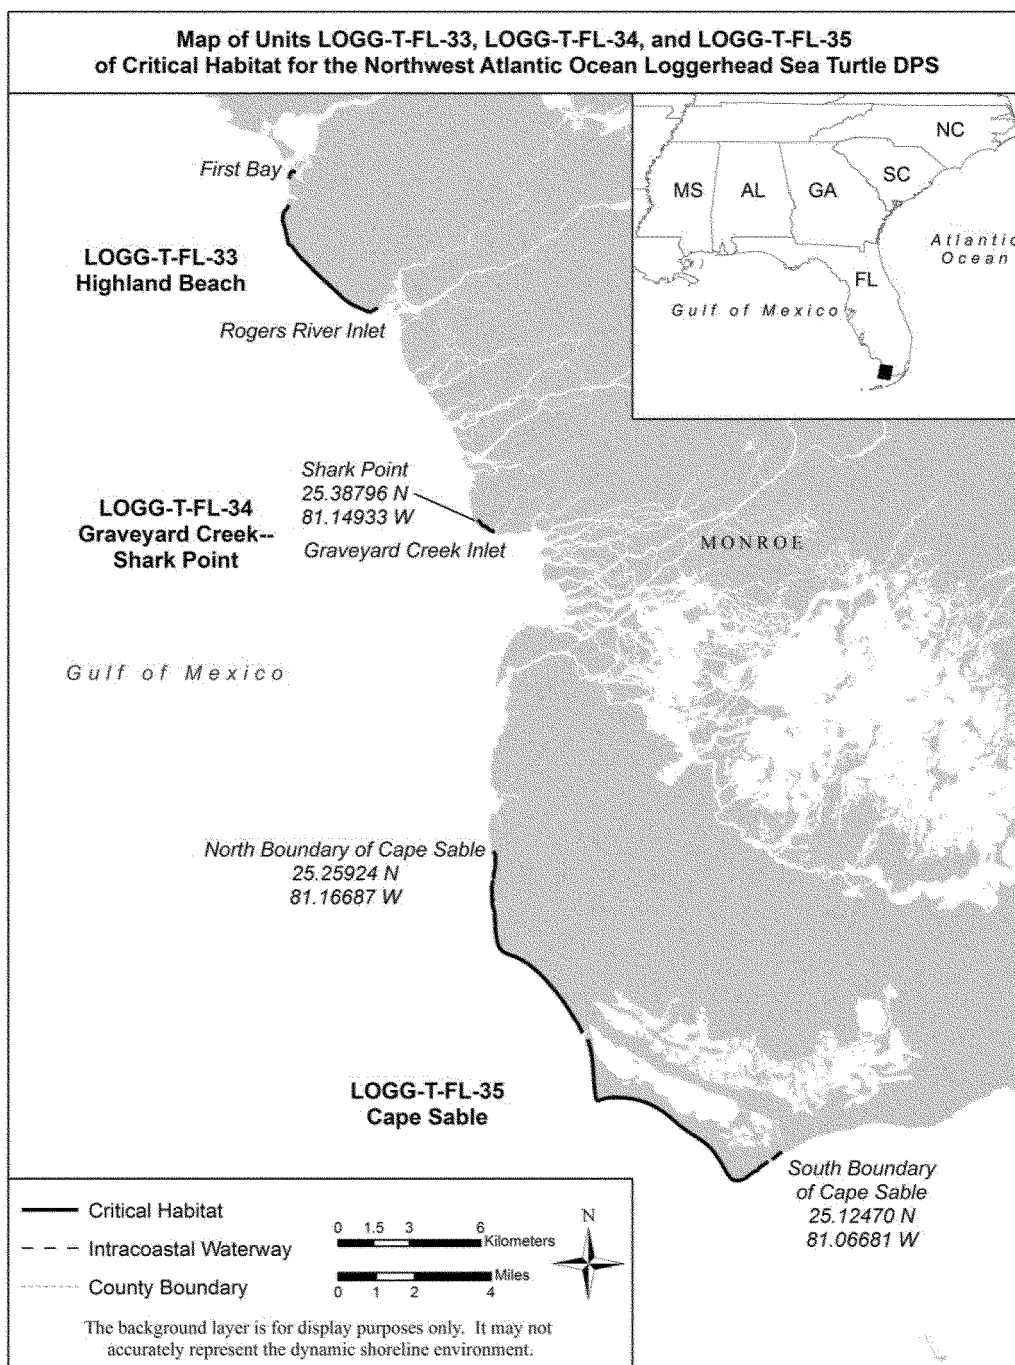 Map of Units LOGG-T-FL-33, LOGG-T-FL-34, and LOGG-T-FL-35
of Critical Habitat for the Northwest Atlantic Ocean Loggerhead Sea Turtle DPS
NC
SC
MS
AL
GA
Atlantic
Ocean
FL
Gulf of Mexico
First Bay
LOGG-T-FL-33
Highland Beach
Rogers River Inlet
Shark Point
25.38796 N
81.14933 W
LOGG-T-FL-34
Graveyard Creek--
Shark Point
Graveyard Creek Inlet
MONROE
Gulf of Mexico
North Boundary of Cape Sable
25.25924 N
81.16687 W
LOGG-T-FL-35
Cape Sable
South Boundary
of Cape Sable
25.12470 N
81.06681 W
Critical Habitat
Intracoastal Waterway
County Boundary
0 1.5 3 6
Kilometers
Miles
0 1 2 4
N
The background layer is for display purposes only. It may not
accurately represent the dynamic shoreline environment.